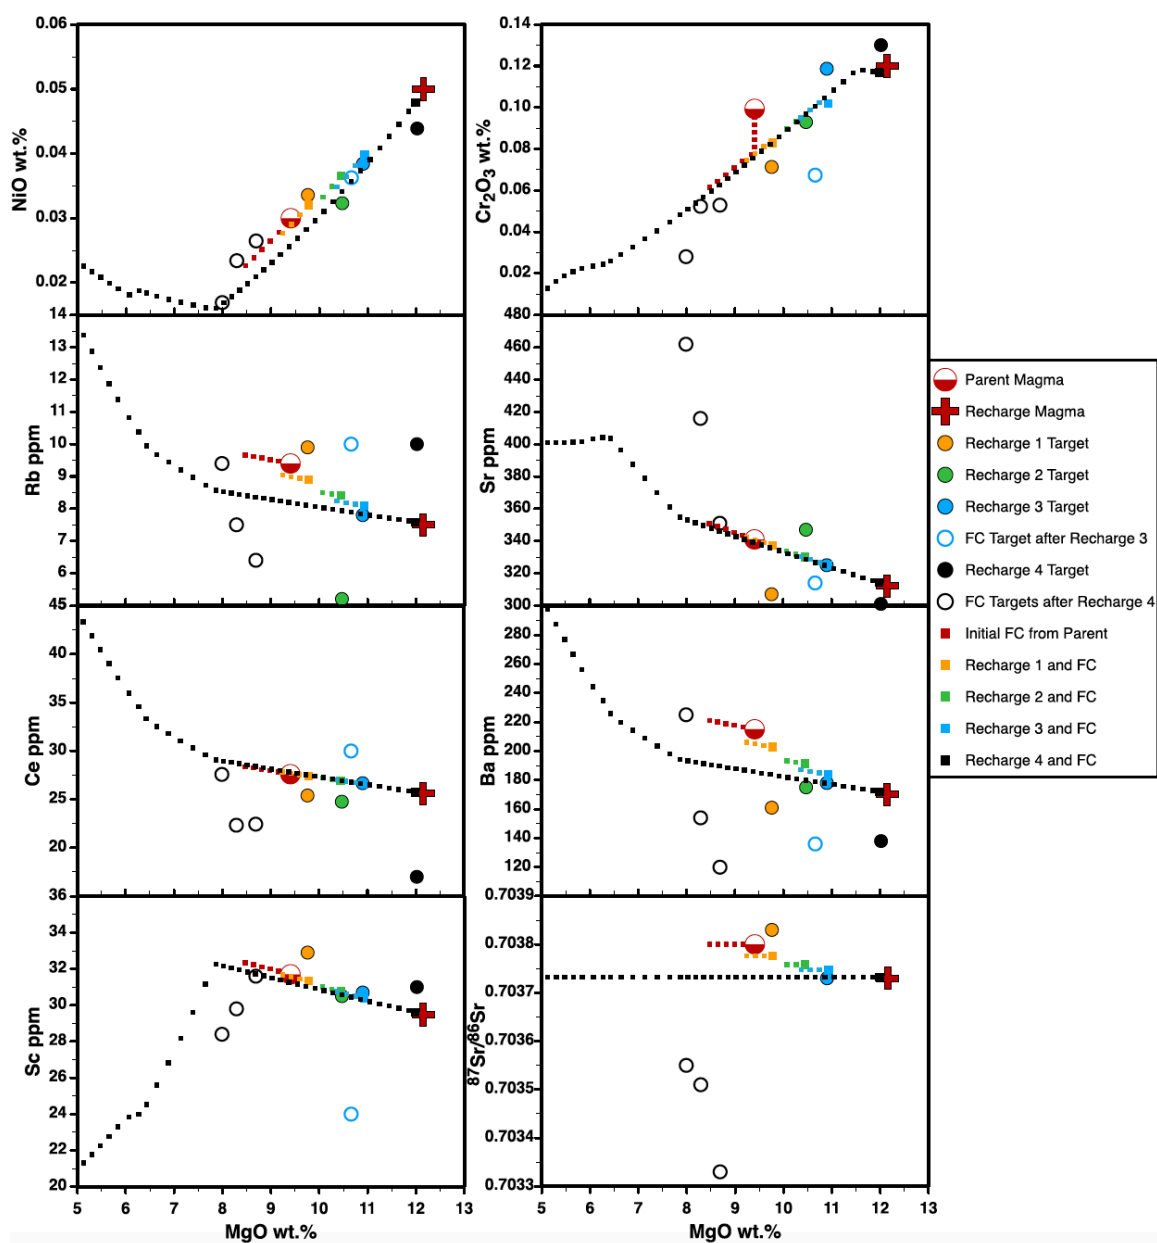 0.06
0.05
0.04
0.03
0.02
NiO wt.%
0.14
0.12
0.10
0.08
0.06
0.04
0.02
Cr₂O₃ wt.%
14
13
12
11
10
9
8
7
6
Rb ppm
480
460
440
420
400
380
360
340
320
300
Sr ppm
45
40
35
30
25
20
Ce ppm
280
260
240
220
200
180
160
140
120
Ba ppm
36
34
32
30
28
26
24
22
20
Sc ppm
0.7039
0.7038
0.7037
0.7036
0.7035
0.7034
0.7033
⁸⁷Sr/⁸⁶Sr
5 6 7 8 9 10 11 12 13
MgO wt.%
5 6 7 8 9 10 11 12 13
MgO wt.%
Parent Magma
Recharge Magma
Recharge 1 Target
Recharge 2 Target
Recharge 3 Target
FC Target after Recharge 3
Recharge 4 Target
FC Targets after Recharge 4
Initial FC from Parent
Recharge 1 and FC
Recharge 2 and FC
Recharge 3 and FC
Recharge 4 and FC